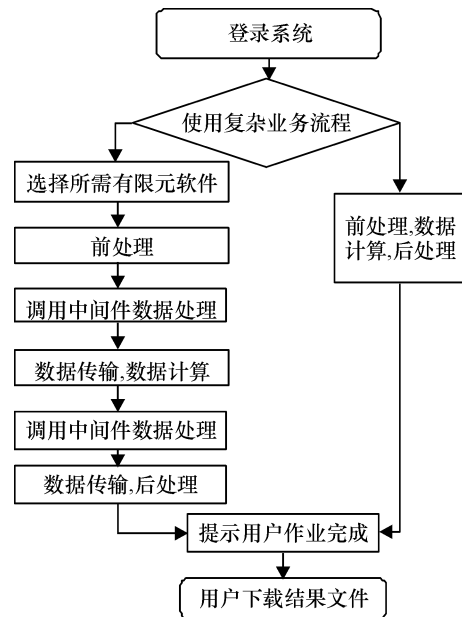 登录系统
使用复杂业务流程
选择所需有限元软件
前处理
调用中间件数据处理
数据传输,数据计算
调用中间件数据处理
数据传输,后处理
前处理,数据
计算,后处理
提示用户作业完成
用户下载结果文件